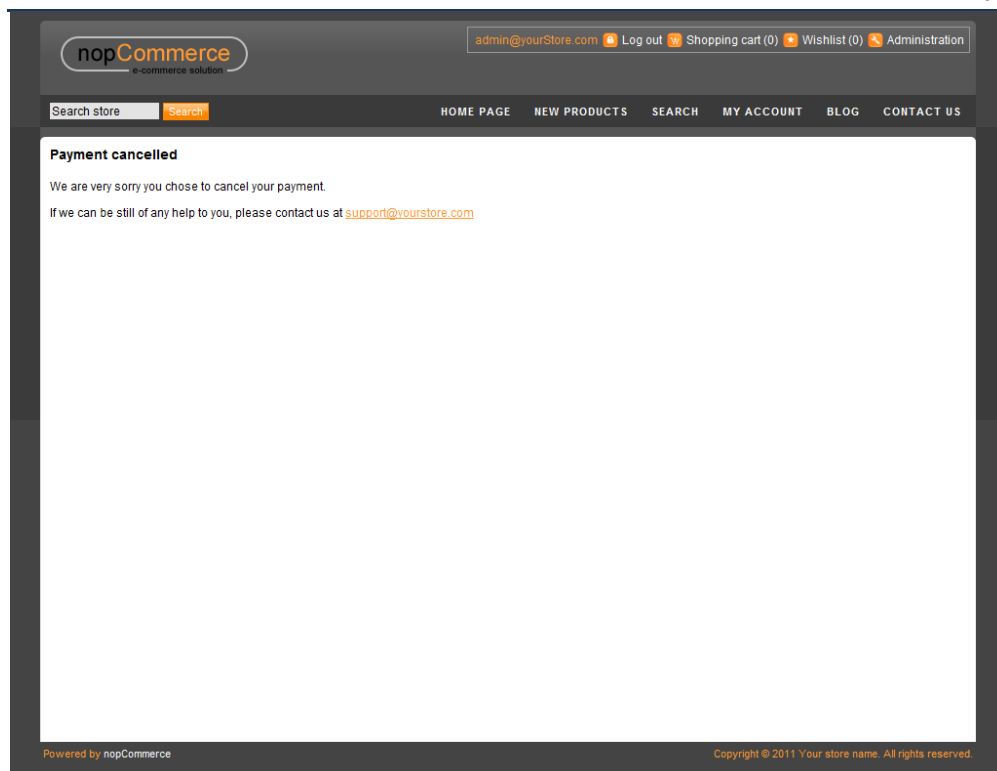 nopCommerce
e-commerce solution
admin@yourStore.com Log out Shopping cart (0) Wishlist (0) Administration
Search store Search
HOME PAGE NEW PRODUCTS SEARCH MY ACCOUNT BLOG CONTACT US
Payment cancelled
We are very sorry you chose to cancel your payment.
If we can be still of any help to you, please contact us at support@yourstore.com
Powered by nopCommerce
Copyright © 2011 Your store name. All rights reserved.